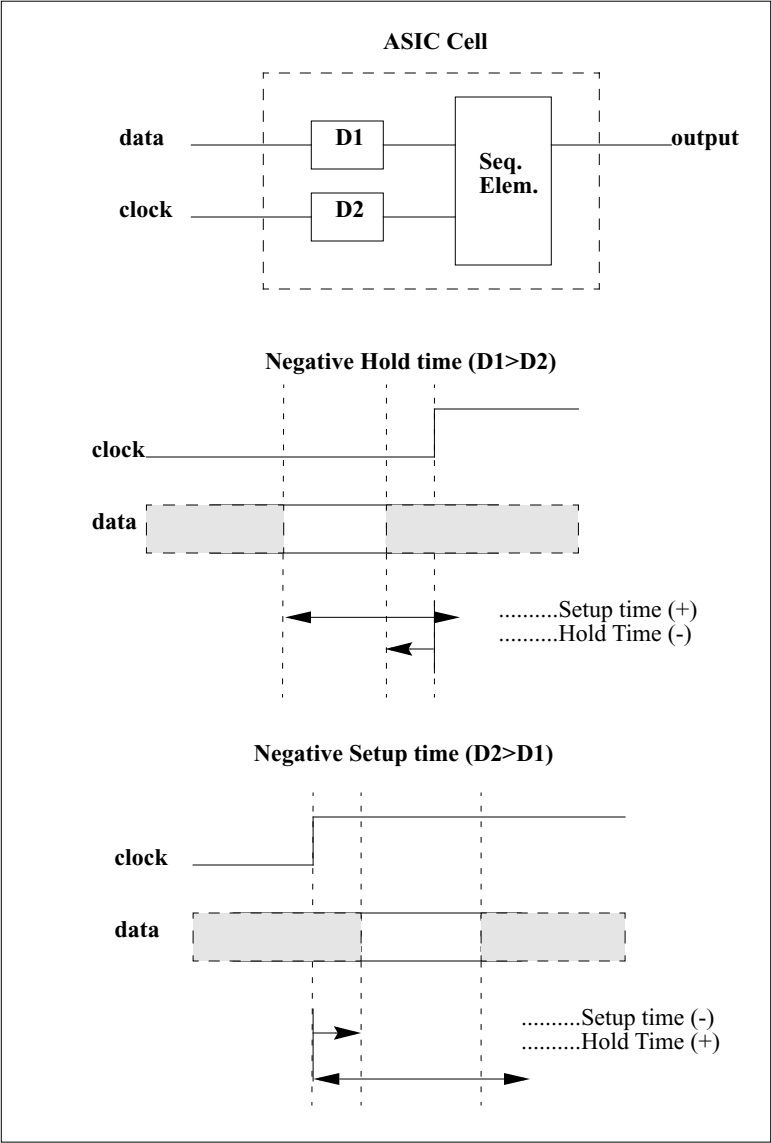 ASIC Cell
data
D1
output
Seq.
Elem.
clock
D2
Negative Hold time (D1>D2)
clock
data
..........Setup time (+)
..........Hold Time (-)
Negative Setup time (D2>D1)
clock
data
..........Setup time (-)
..........Hold Time (+)